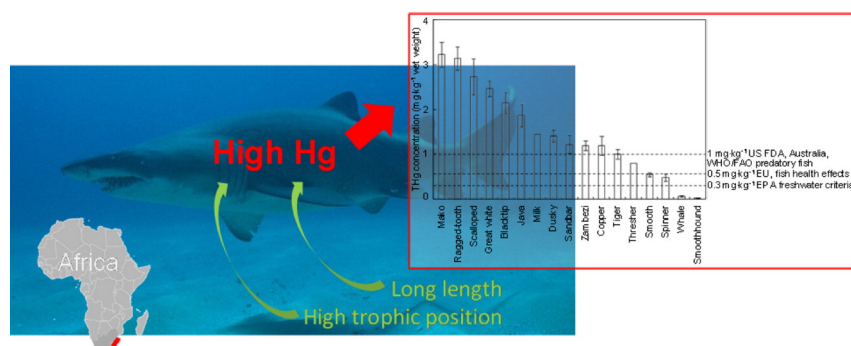 4
3
2
1
0
THg concentration (mg kg⁻¹ wet weight)
1 mg·kg⁻¹ US FDA, Australia,
WHO/FAO predatory fish
0.5 mg·kg⁻¹ EU, fish health effects
0.3 mg·kg⁻¹ EPA freshwater criteria
Mako
Ragged-tooth
Scalloped
Great white
Blacktip
Java
Milk
Dusky
Sandbar
Zambezi
Copper
Tiger
Thresher
Smooth
Spinner
Whale
Smoothhound
High Hg
Africa
Long length
High trophic position